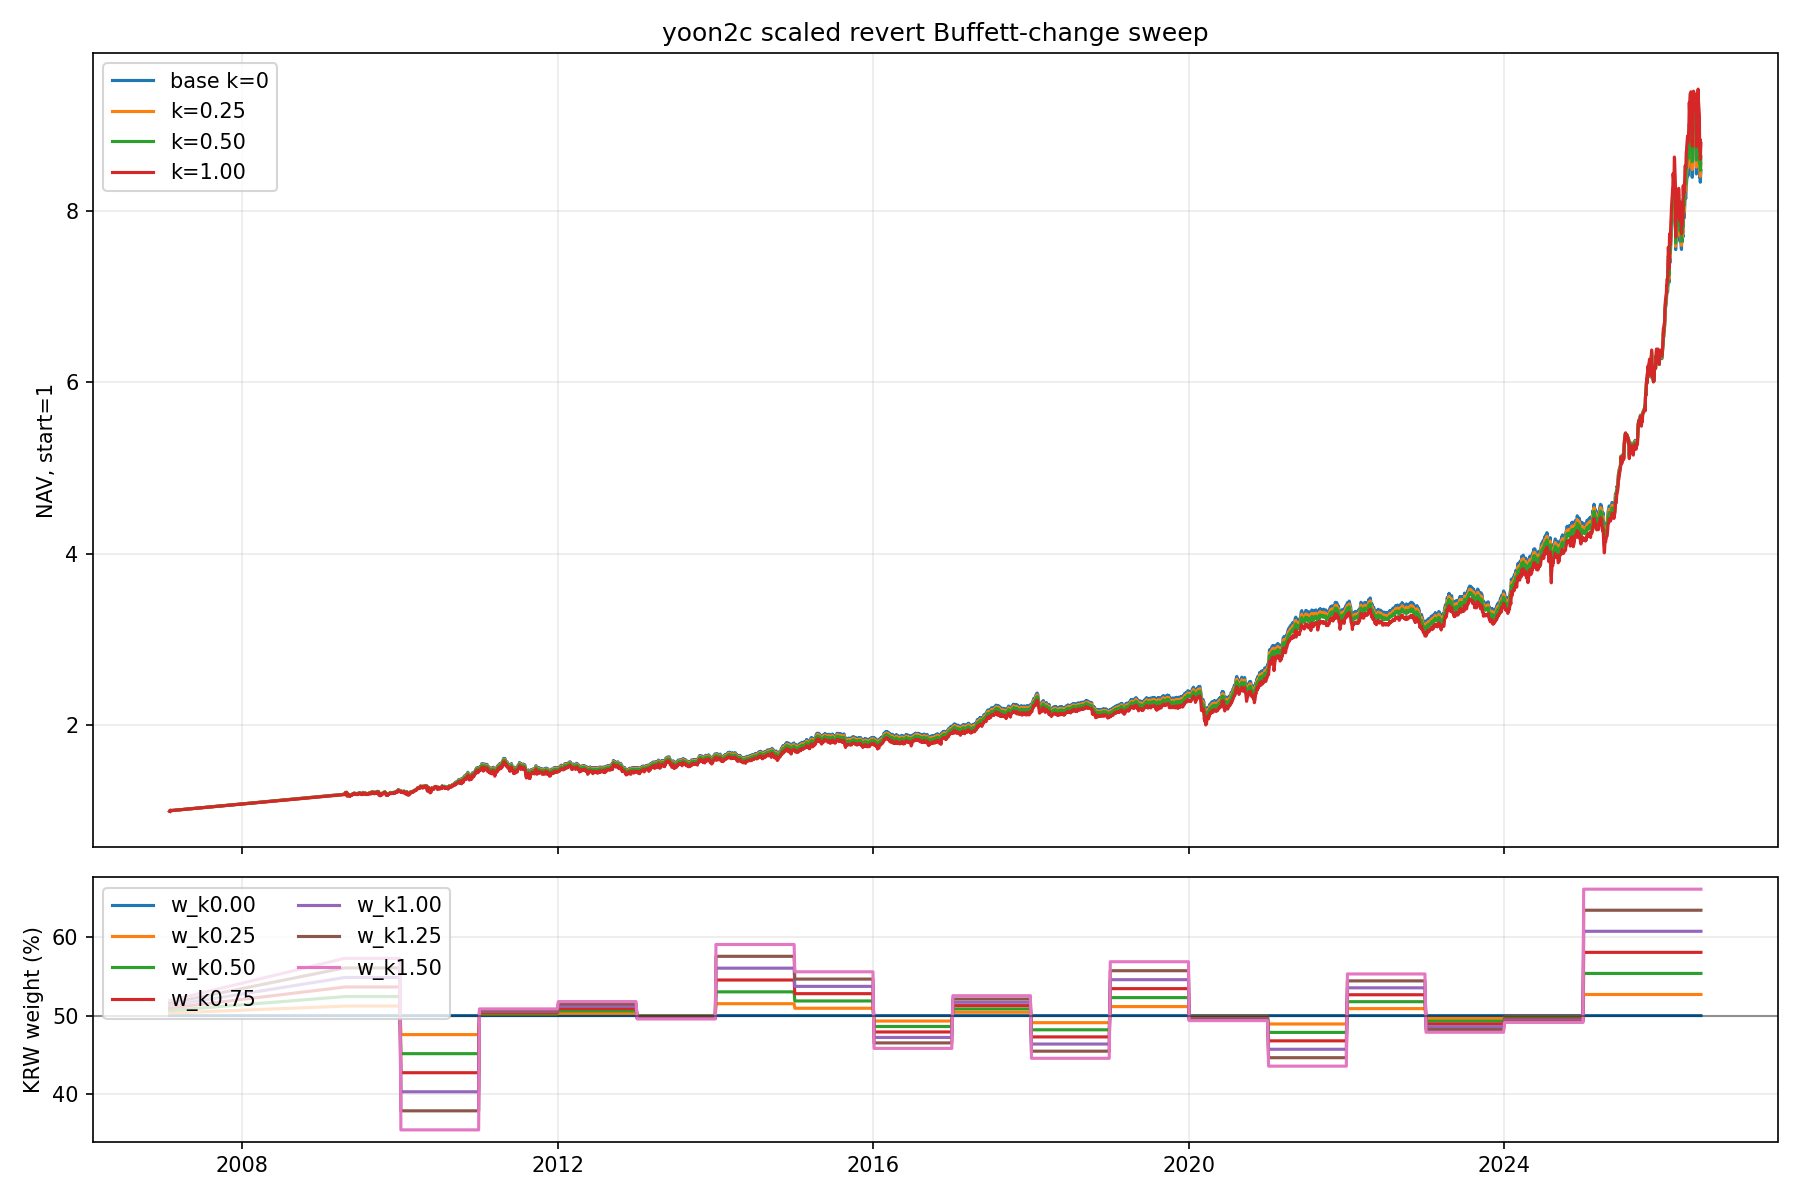 yoon2c scaled revert Buffett-change sweep
base k=0
k=0.25
k=0.50
k=1.00
NAV, start=1
8
6
4
2
w_k0.00
w_k0.25
w_k0.50
w_k0.75
w_k1.00
w_k1.25
w_k1.50
KRW weight (%)
60
50
40
2008
2012
2016
2020
2024